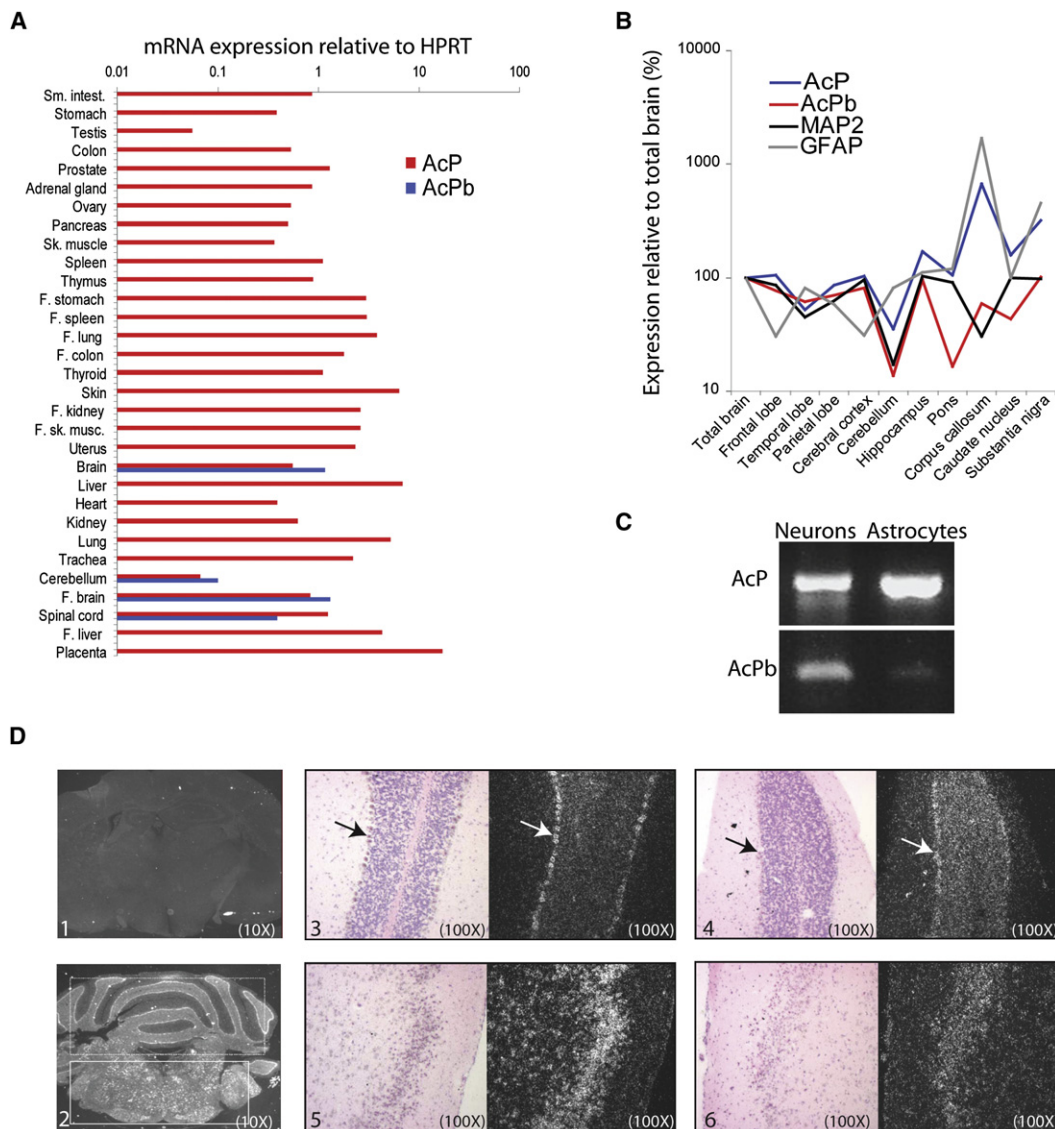 A
mRNA expression relative to HPRT
0.01 0.1 1 10 100
Sm. intest.
Stomach
Testis
Colon
Prostate
Adrenal gland
Ovary
Pancreas
Sk. muscle
Spleen
Thymus
F. stomach
F. spleen
F. lung
F. colon
Thyroid
Skin
F. kidney
F. sk. musc.
Uterus
Brain
Liver
Heart
Kidney
Lung
Trachea
Cerebellum
F. brain
Spinal cord
F. liver
Placenta
AcP
AcPb
B
Expression relative to total brain (%)
10000
1000
100
10
AcP
AcPb
MAP2
GFAP
Total brain
Frontal lobe
Temporal lobe
Parietal lobe
Cerebral cortex
Cerebellum
Hippocampus
Pons
Corpus callosum
Caudate nucleus
Substantia nigra
C
Neurons Astrocytes
AcP
AcPb
D
1 (10X)
3 (100X) (100X)
4 (100X) (100X)
2 (10X)
5 (100X) (100X)
6 (100X) (100X)